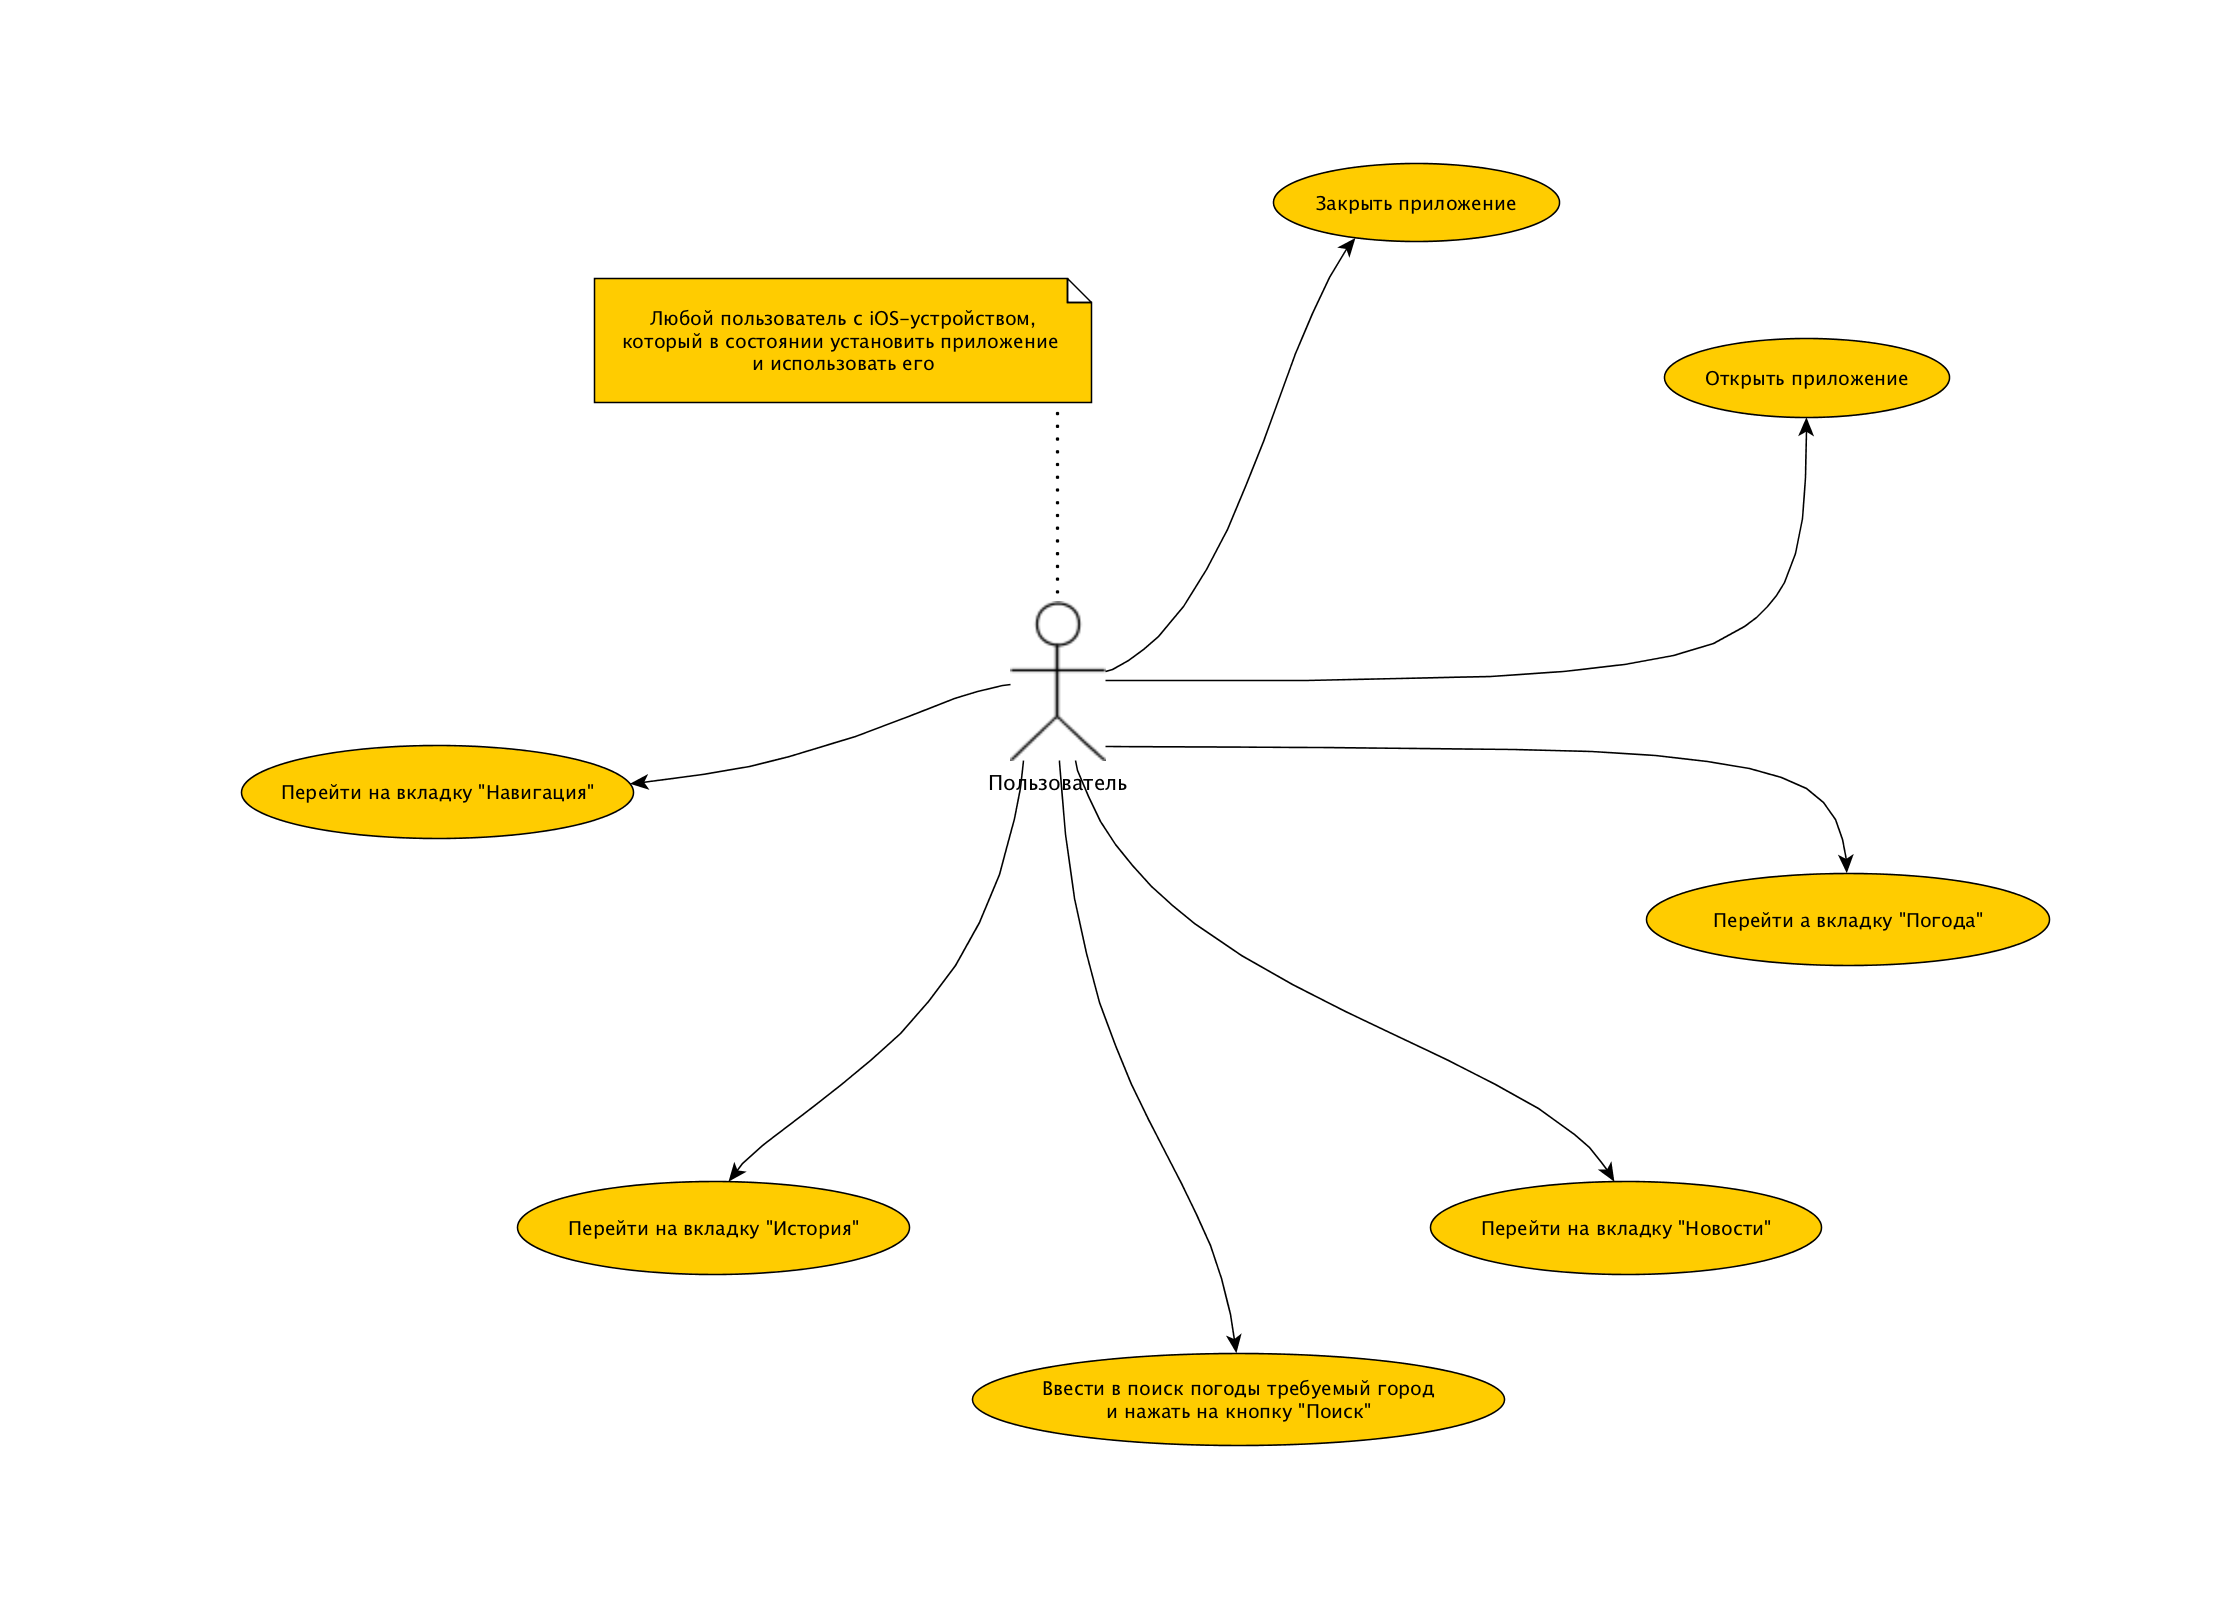 Закрыть приложение
Любой пользователь с iOS-устройством,
который в состоянии установить приложение
и использовать его
Открыть приложение
Пользователь
Перейти на вкладку "Навигация"
Перейти а вкладку "Погода"
Перейти на вкладку "История"
Перейти на вкладку "Новости"
Ввести в поиск погоды требуемый город
и нажать на кнопку "Поиск"